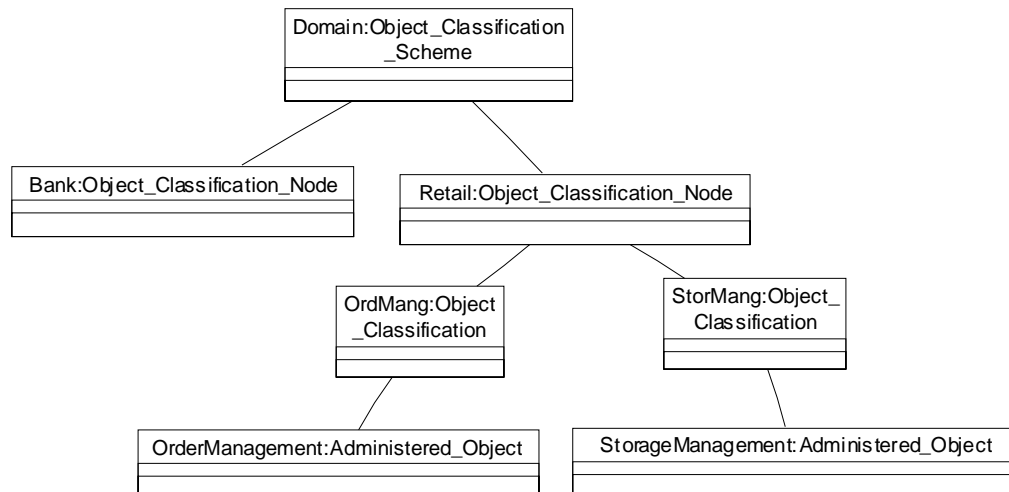 Domain:Object_Classification
_Scheme
Bank:Object_Classification_Node
Retail:Object_Classification_Node
OrdMang:Object
_Classification
StorMang:Object_
Classification
OrderManagement:Administered_Object
StorageManagement:Administered_Object